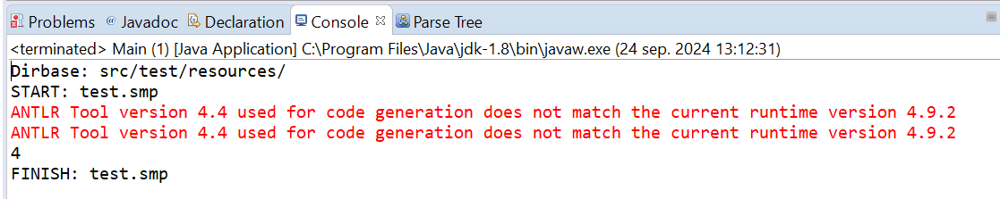 Problems @ Javadoc Declaration Console Parse Tree
<terminated> Main (1) [Java Application] C:\Program Files\Java\jdk-1.8\bin\javaw.exe (24 sep. 2024 13:12:31)
Dirbase: src/test/resources/
START: test.smp
ANTLR Tool version 4.4 used for code generation does not match the current runtime version 4.9.2
ANTLR Tool version 4.4 used for code generation does not match the current runtime version 4.9.2
4
FINISH: test.smp